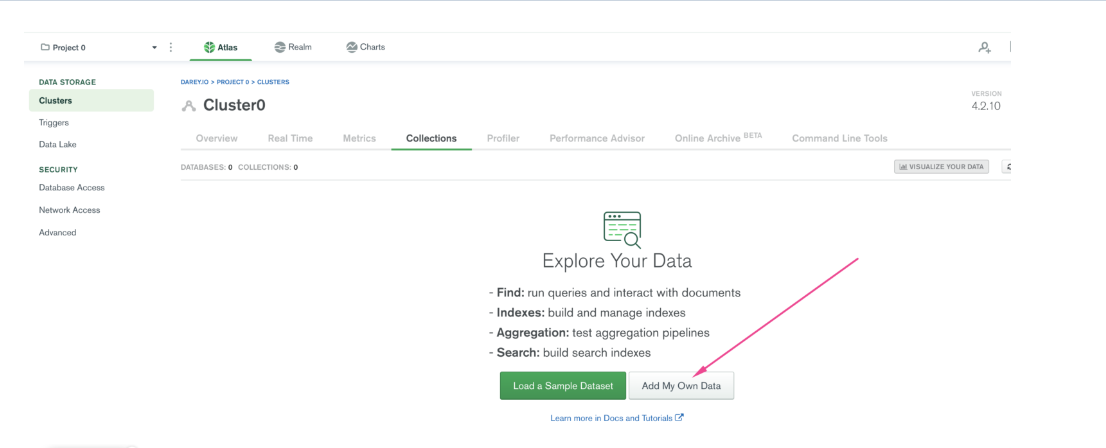 Project 0
Atlas
Realm
Charts
DATA STORAGE
Clusters
Triggers
Data Lake
SECURITY
Database Access
Network Access
Advanced
DAREY.IO > PROJECT 0 > CLUSTERS
Cluster0
VERSION
4.2.10
Overview Real Time Metrics Collections Profiler Performance Advisor Online Archive BETA Command Line Tools
DATABASES: 0 COLLECTIONS: 0
VISUALIZE YOUR DATA
Explore Your Data
- Find: run queries and interact with documents
- Indexes: build and manage indexes
- Aggregation: test aggregation pipelines
- Search: build search indexes
Load a Sample Dataset
Add My Own Data
Learn more in Docs and Tutorials